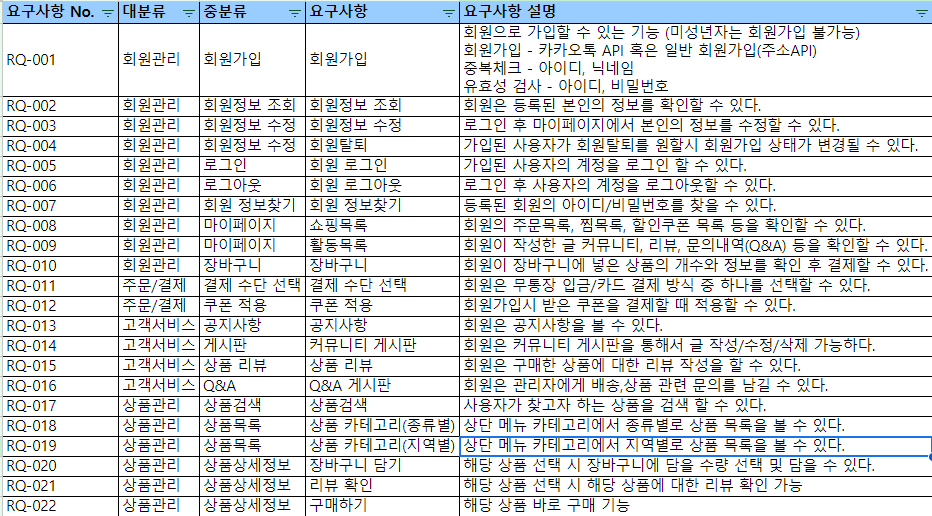 요구사항 No. 대분류 중분류 요구사항 요구사항 설명
회원으로 가입할 수 있는 기능 (미성년자는 회원가입 불가능)
RQ-001 회원관리 회원가입 회원가입 회원가입 - 카카오톡 API 혹은 일반 회원가입(주소API)
중복체크 - 아이디, 닉네임
유효성 검사 - 아이디, 비밀번호
RQ-002 회원관리 회원정보 조회 회원정보 조회 회원은 등록된 본인의 정보를 확인할 수 있다.
RQ-003 회원관리 회원정보 수정 회원정보 수정 로그인 후 마이페이지에서 본인의 정보를 수정할 수 있다.
RQ-004 회원관리 회원정보 수정 회원탈퇴 가입된 사용자가 회원탈퇴를 원할시 회원가입 상태가 변경될 수 있다.
RQ-005 회원관리 로그인 회원 로그인 가입된 사용자의 계정을 로그인 할 수 있다.
RQ-006 회원관리 로그아웃 회원 로그아웃 로그인 후 사용자의 계정을 로그아웃할 수 있다.
RQ-007 회원관리 회원 정보찾기 회원 정보찾기 등록된 회원의 아이디/비밀번호를 찾을 수 있다.
RQ-008 회원관리 마이페이지 쇼핑목록 회원의 주문목록, 찜목록, 할인쿠폰 목록 등을 확인할 수 있다.
RQ-009 회원관리 마이페이지 활동목록 회원이 작성한 글 커뮤니티, 리뷰, 문의내역(Q&A) 등을 확인할 수 있다.
RQ-010 회원관리 장바구니 장바구니 회원이 장바구니에 넣은 상품의 개수와 정보를 확인 후 결제할 수 있다.
RQ-011 주문/결제 결제 수단 선택 결제 수단 선택 회원은 무통장 입금/카드 결제 방식 중 하나를 선택할 수 있다.
RQ-012 주문/결제 쿠폰 적용 쿠폰 적용 회원가입시 받은 쿠폰을 결제할 때 적용할 수 있다.
RQ-013 고객서비스 공지사항 공지사항 회원은 공지사항을 볼 수 있다.
RQ-014 고객서비스 게시판 커뮤니티 게시판 회원은 커뮤니티 게시판을 통해서 글 작성/수정/삭제 가능하다.
RQ-015 고객서비스 상품 리뷰 상품 리뷰 회원은 구매한 상품에 대한 리뷰 작성을 할 수 있다.
RQ-016 고객서비스 Q&A Q&A 게시판 회원은 관리자에게 배송,상품 관련 문의를 남길 수 있다.
RQ-017 상품관리 상품검색 상품검색 사용자가 찾고자 하는 상품을 검색 할 수 있다.
RQ-018 상품관리 상품목록 상품 카테고리(종류별) 상단 메뉴 카테고리에서 종류별로 상품 목록을 볼 수 있다.
RQ-019 상품관리 상품목록 상품 카테고리(지역별) 상단 메뉴 카테고리에서 지역별로 상품 목록을 볼 수 있다.
RQ-020 상품관리 상품상세정보 장바구니 담기 해당 상품 선택 시 장바구니에 담을 수량 선택 및 담을 수 있다.
RQ-021 상품관리 상품상세정보 리뷰 확인 해당 상품 선택 시 해당 상품에 대한 리뷰 확인 가능
RQ-022 상품관리 상품상세정보 구매하기 해당 상품 바로 구매 기능